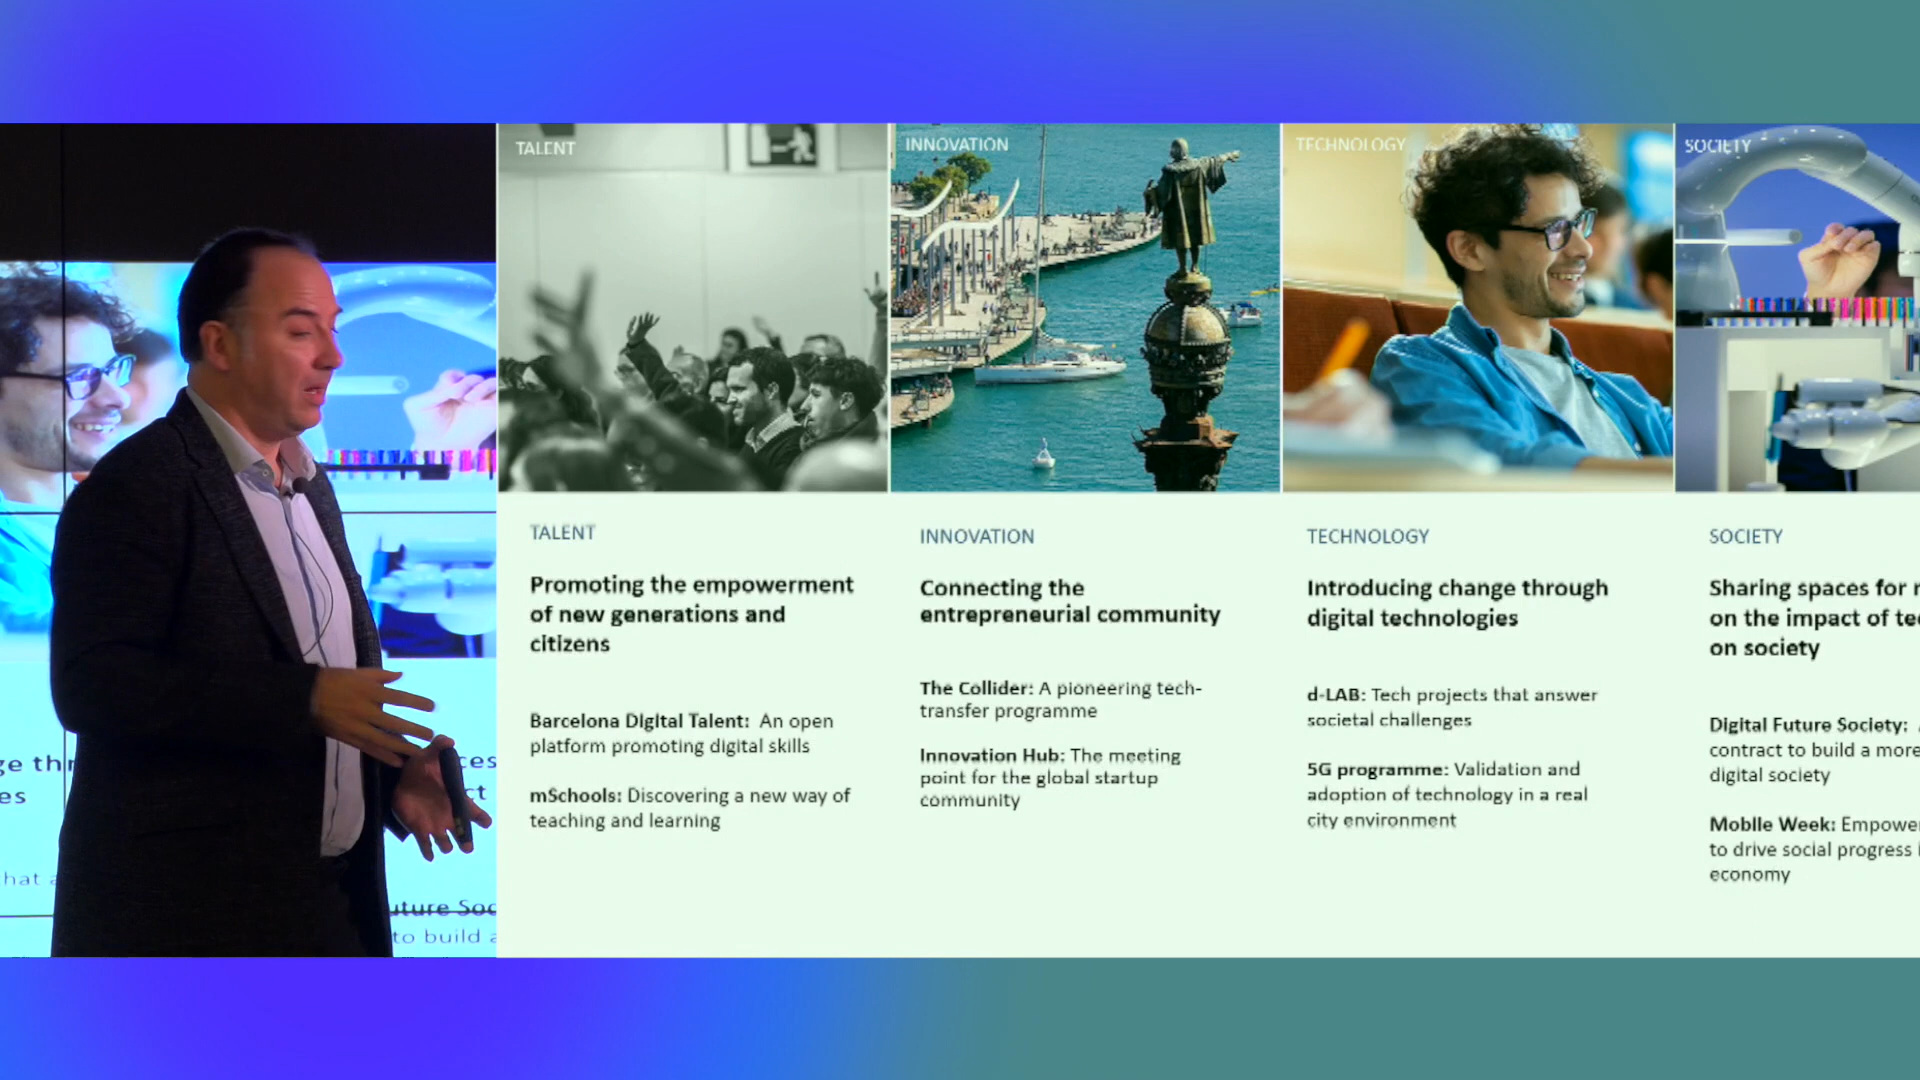 TALENT
INNOVATION
TECHNOLOGY
SOCIETY
TALENT
Promoting the empowerment
of new generations and
citizens
Barcelona Digital Talent: An open
platform promoting digital skills
mSchools: Discovering a new way of
teaching and learning
INNOVATION
Connecting the
entrepreneurial community
The Collider: A pioneering tech-
transfer programme
Innovation Hub: The meeting
point for the global startup
community
TECHNOLOGY
Introducing change through
digital technologies
d-LAB: Tech projects that answer
societal challenges
5G programme: Validation and
adoption of technology in a real
city environment
SOCIETY
Sharing spaces for
on the impact of
on society
Digital Future Society:
contract to build a more
digital society
Mobile Week:
to drive social progress
economy
to build